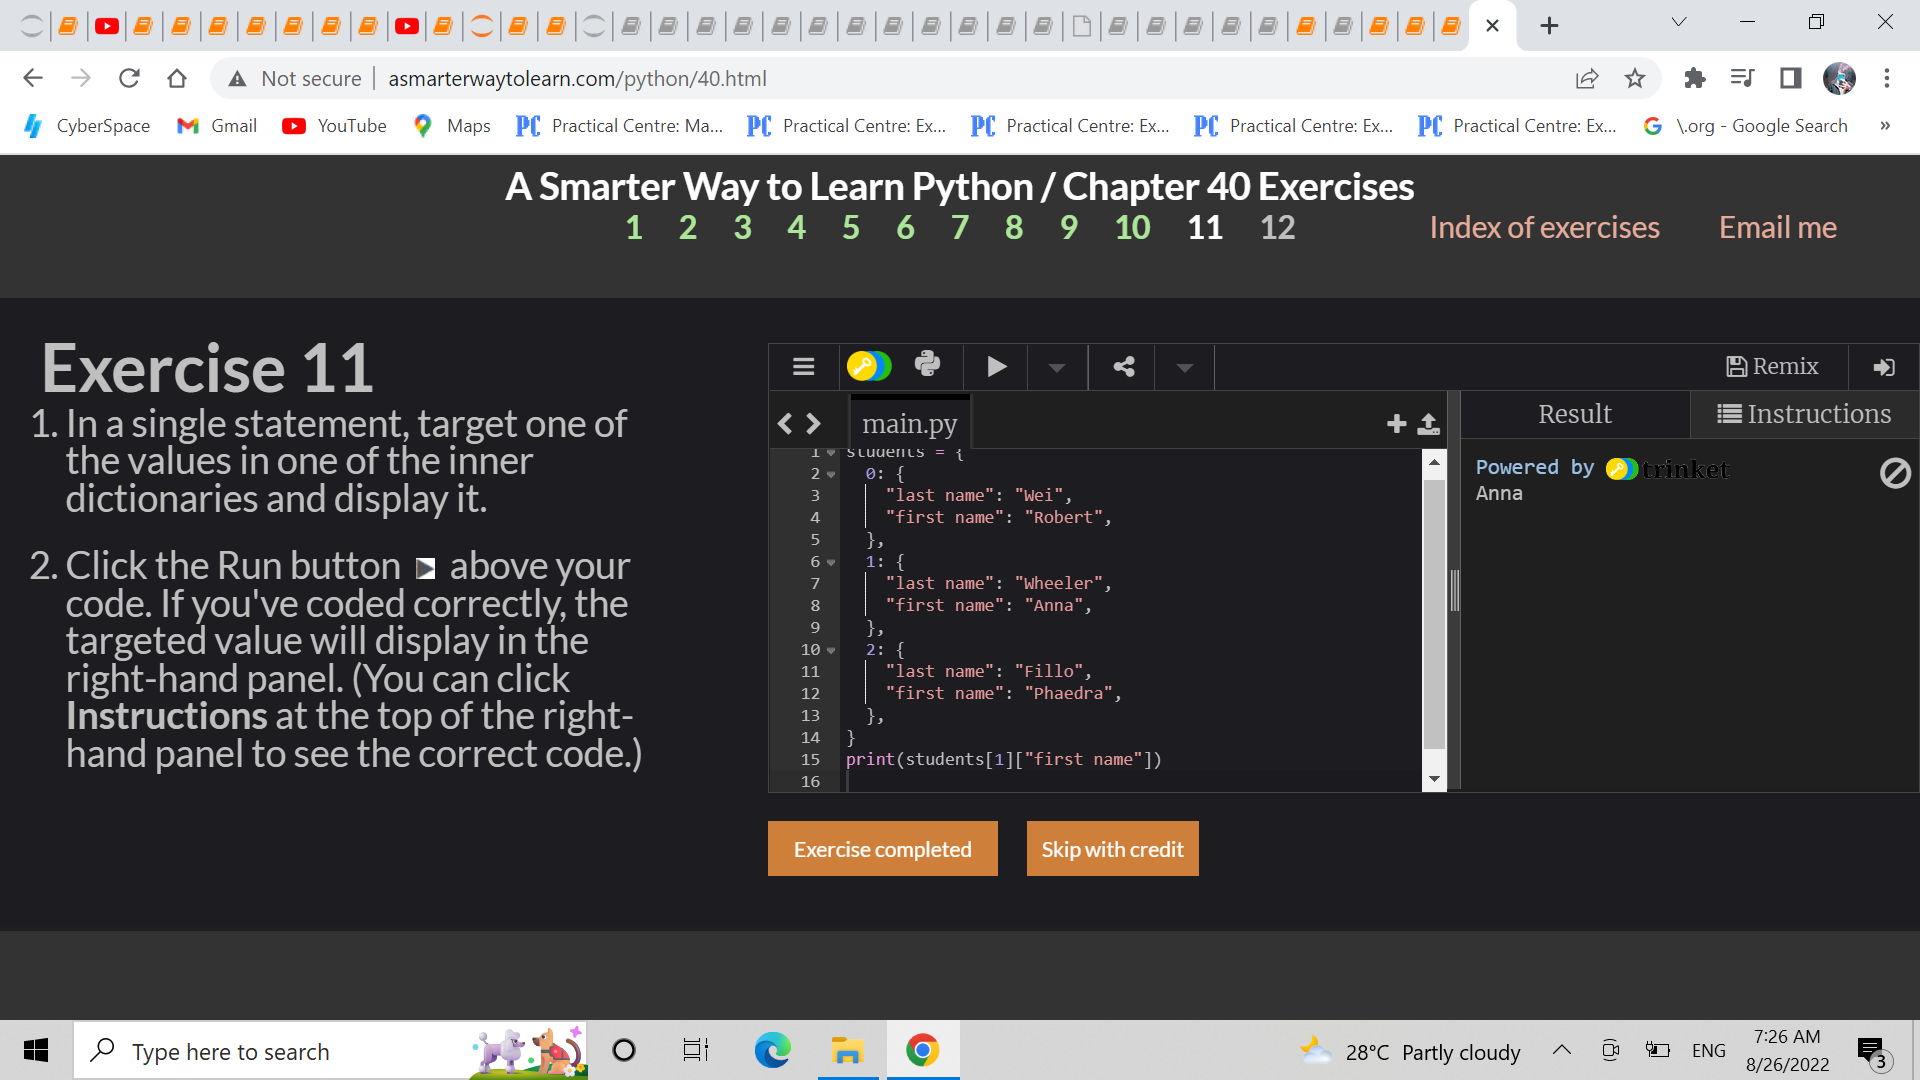 Not secure
asmarterwaytolearn.com/python/40.html
CyberSpace
Gmail
YouTube
Maps
PC Practical Centre: Ma...
PC Practical Centre: Ex...
PC Practical Centre: Ex...
PC Practical Centre: Ex...
PC Practical Centre: Ex...
\.org - Google Search
»
A Smarter Way to Learn Python / Chapter 40 Exercises
1 2 3 4 5 6 7 8 9 10 11 12
Index of exercises
Email me
Exercise 11
1. In a single statement, target one of
the values in one of the inner
dictionaries and display it.
2. Click the Run button above your
code. If you've coded correctly, the
targeted value will display in the
right-hand panel. (You can click
Instructions at the top of the right-
hand panel to see the correct code.)
Remix
main.py
Result
Instructions
1 students = {
2 0: {
3 "last name": "Wei",
4 "first name": "Robert",
5 },
6 1: {
7 "last name": "Wheeler",
8 "first name": "Anna",
9 },
10 2: {
11 "last name": "Fillo",
12 "first name": "Phaedra",
13 },
14 }
15 print(students[1]["first name"])
16
Powered by trinket
Anna
Exercise completed
Skip with credit
Type here to search
28°C Partly cloudy
ENG
7:26 AM
8/26/2022
3